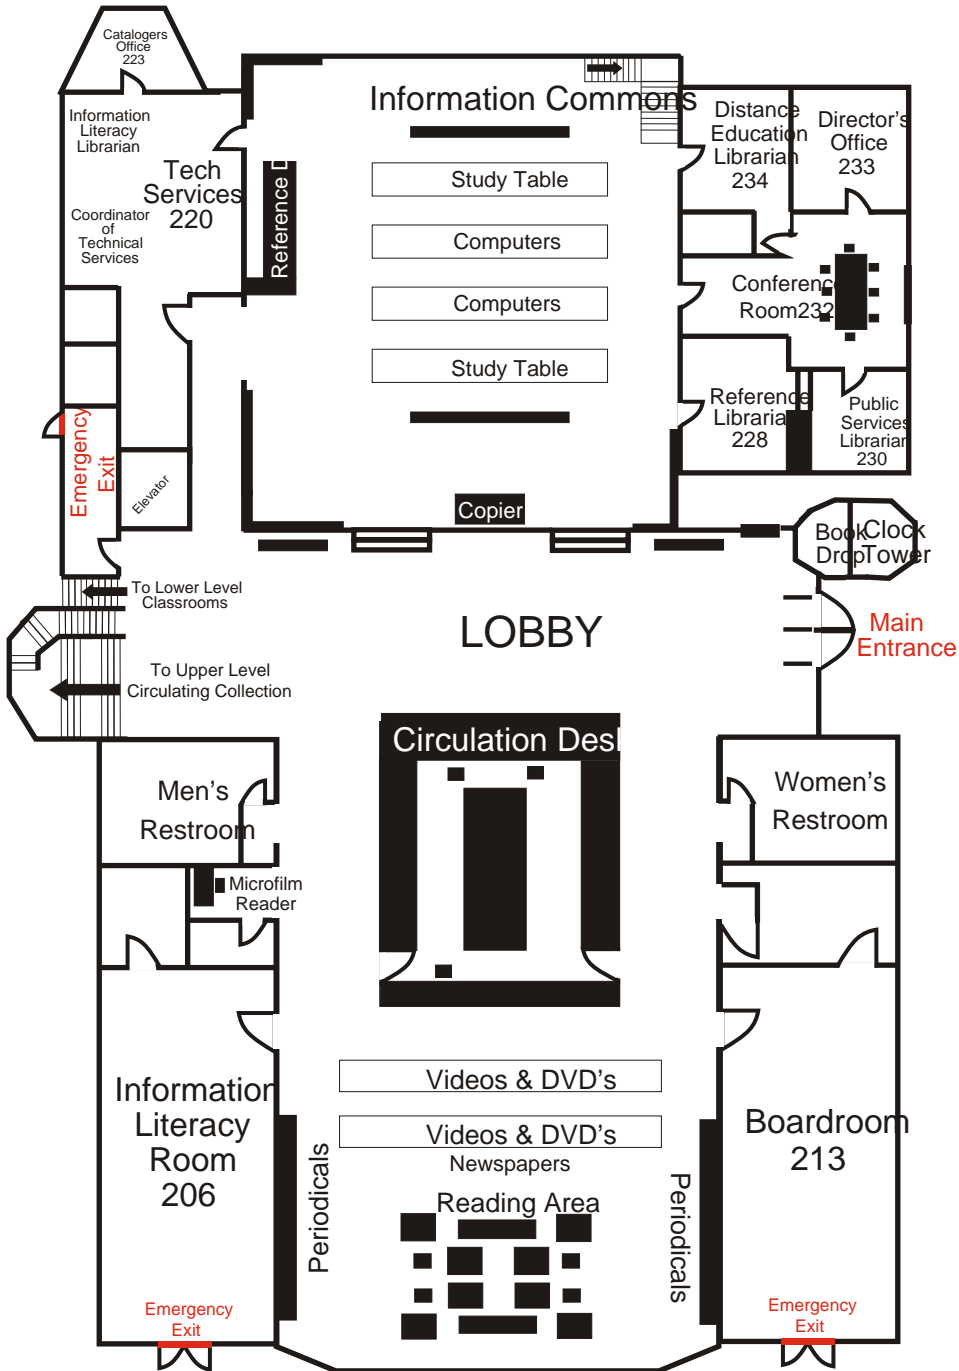 Catalogers
Office
223
Information
Literacy
Librarian
Tech
Services
220
Coordinator
of
Technical
Services
Information Commons
Study Table
Computers
Computers
Study Table
Reference
Copier
Distance
Education
Librarian
234
Director's
Office
233
Conference
Room232
Reference
Librarian
228
Public
Services
Librarian
230
Emergency
Exit
Elevator
Book
Drop
Clock
Tower
To Lower Level
Classrooms
LOBBY
Main
Entrance
To Upper Level
Circulating Collection
Circulation Desk
Men's
Restroom
Women's
Restroom
Microfilm
Reader
Information
Literacy
Room
206
Videos & DVD's
Videos & DVD's
Newspapers
Reading Area
Periodicals
Periodicals
Boardroom
213
Emergency
Exit
Emergency
Exit